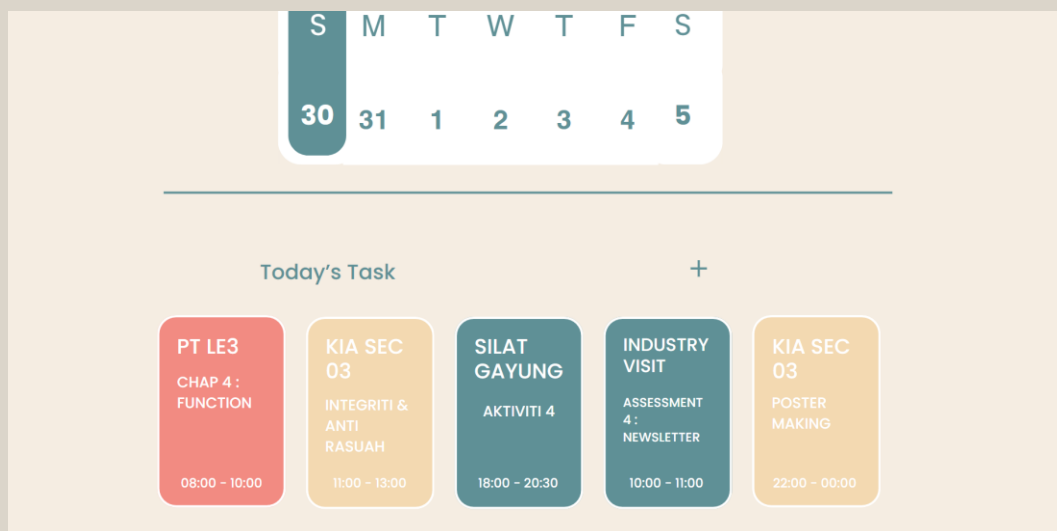 S M T W T F S
30 31 1 2 3 4 5
Today's Task +
PT LE3
CHAP 4 :
FUNCTION
08:00 - 10:00
KIA SEC
03
INTEGRITI &
ANTI
RASUAH
11:00 - 13:00
SILAT
GAYUNG
AKTIVITI 4
18:00 - 20:30
INDUSTRY
VISIT
ASSESSMENT
4 :
NEWSLETTER
10:00 - 11:00
KIA SEC
03
POSTER
MAKING
22:00 - 00:00